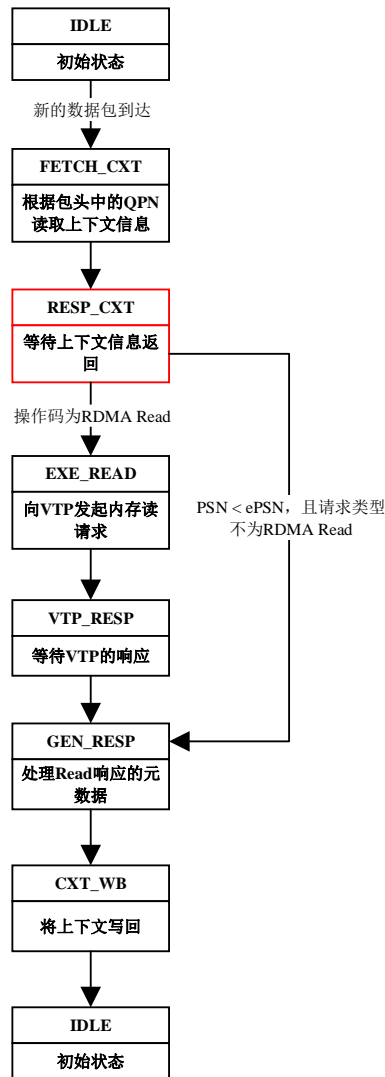 IDLE
初始状态
新的数据包到达
FETCH_CXT
根据包头中的QPN
读取上下文信息
RESP_CXT
等待上下文信息返
回
操作码为RDMA Read
EXE_READ
向VTP发起内存读
请求
PSN < ePSN，且请求类型
不为RDMA Read
VTP_RESP
等待VTP的响应
GEN_RESP
处理Read响应的元
数据
CXT_WB
将上下文写回
IDLE
初始状态